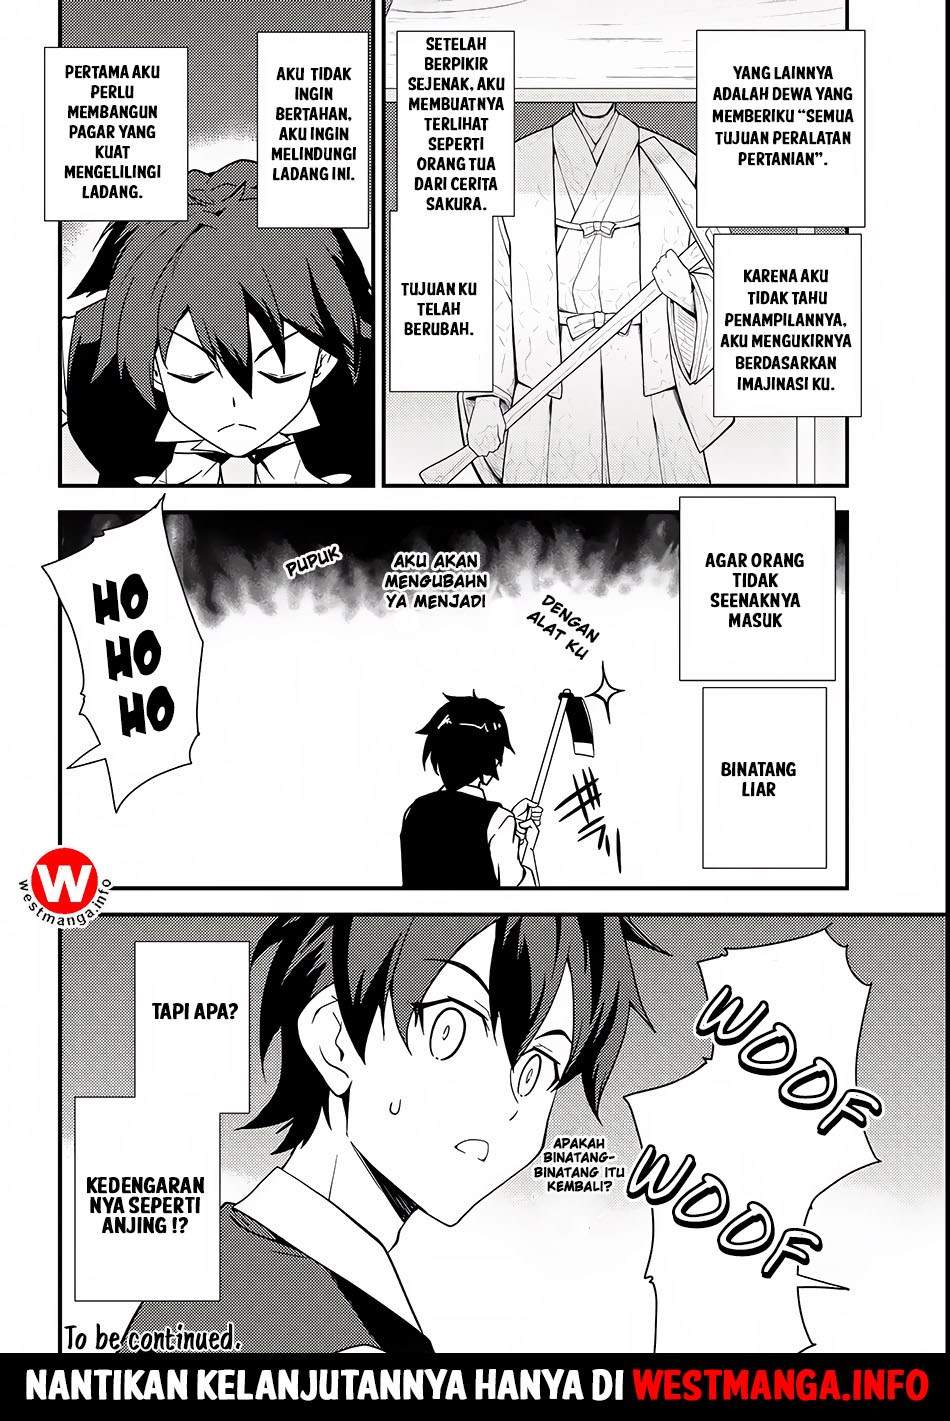 YANG LAINNYA
ADALAH DEWA YANG
MEMBERIKU "SEMUA
TUJUAN PERALATAN
PERTANIAN".
KARENA AKU
TIDAK TAHU
PENAMPILANNYA,
AKU MENGUKIRNYA
BERDASARKAN
IMAJINASI KU.
SETELAH
BERPIKIR
SEJENAK, AKU
MEMBUATNYA
TERLIHAT
SEPERTI
ORANG TUA
DARI CERITA
SAKURA.
TUJUAN KU
TELAH
BERUBAH.
AKU TIDAK
INGIN
BERTAHAN,
AKU INGIN
MELINDUNGI
LADANG INI.
PERTAMA AKU
PERLU
MEMBANGUN
PAGAR YANG
KUAT
MENGELILINGI
LADANG.
AGAR ORANG
TIDAK
SEENAKNYA
MASUK
BINATANG
LIAR
DENGAN
ALAT KU
AKU AKAN
MENGUBAHN
YA MENJADI
PUPUK
HO
HO
HO
W
westmanga.info
WOOF
WOOF
APAKAH
BINATANG-
BINATANG ITU
KEMBALI?
TAPI APA?
KEDENGARAN
NYA SEPERTI
ANJING !?
To be continued.
NANTIKAN KELANJUTANNYA HANYA DI WESTMANGA.INFO